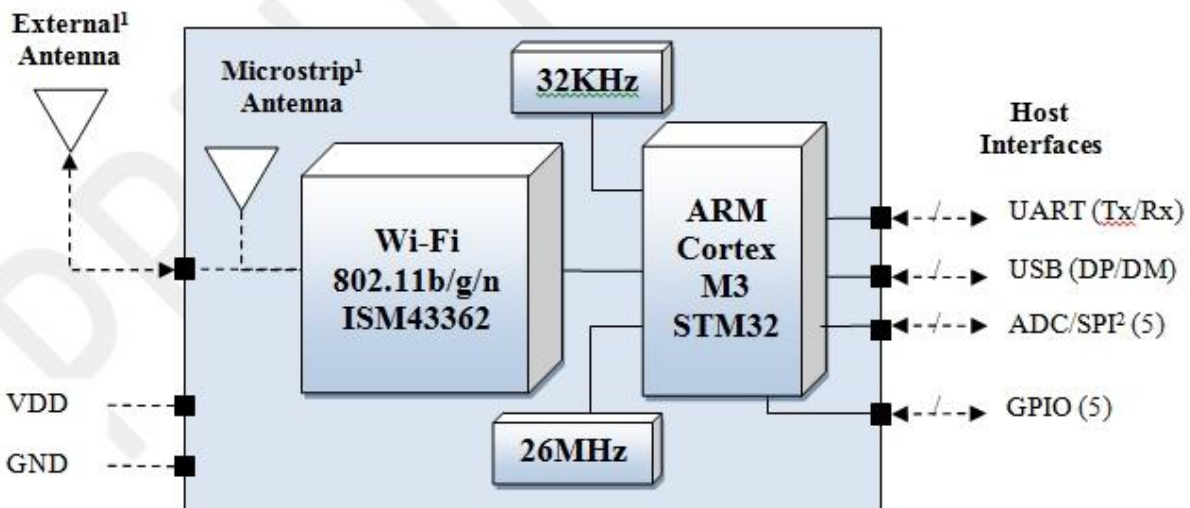 External¹
Antenna
Microstrip¹
Antenna
32KHz
Host
Interfaces
Wi-Fi
802.11b/g/n
ISM43362
ARM
Cortex
M3
STM32
UART (Tx/Rx)
USB (DP/DM)
ADC/SPI² (5)
GPIO (5)
VDD
GND
26MHz